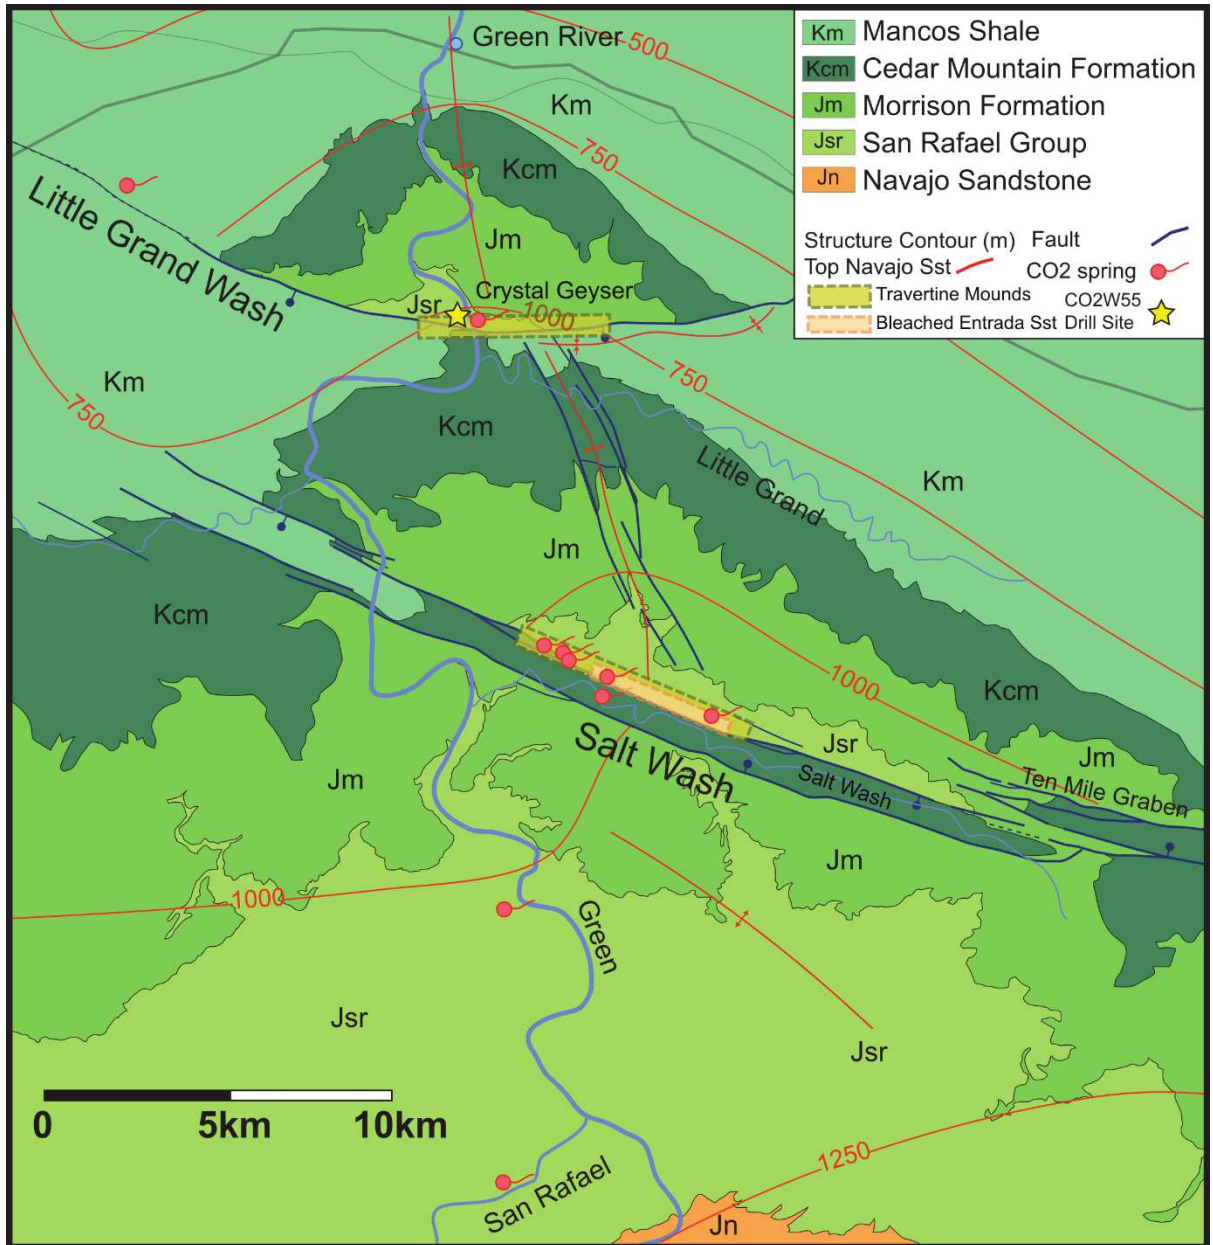 Green River
500
Km
Mancos Shale
Kcm
Cedar Mountain Formation
Jm
Morrison Formation
Jsr
San Rafael Group
Jn
Navajo Sandstone
Structure Contour (m)
Top Navajo Sst
Fault
CO2 spring
Travertine Mounds
CO2W55
Drill Site
Bleached Entrada Sst
Km
750
Kcm
Little Grand Wash
Jm
Jsr
Crystal Geyser
1000
Km
750
750
Kcm
Little Grand
Km
Jm
Kcm
1000
Kcm
Salt Wash
Jsr
Jm
Ten Mile Graben
Salt Wash
Jm
Jm
1000
Green
Jsr
Jsr
0
5km
10km
1250
San Rafael
Jn